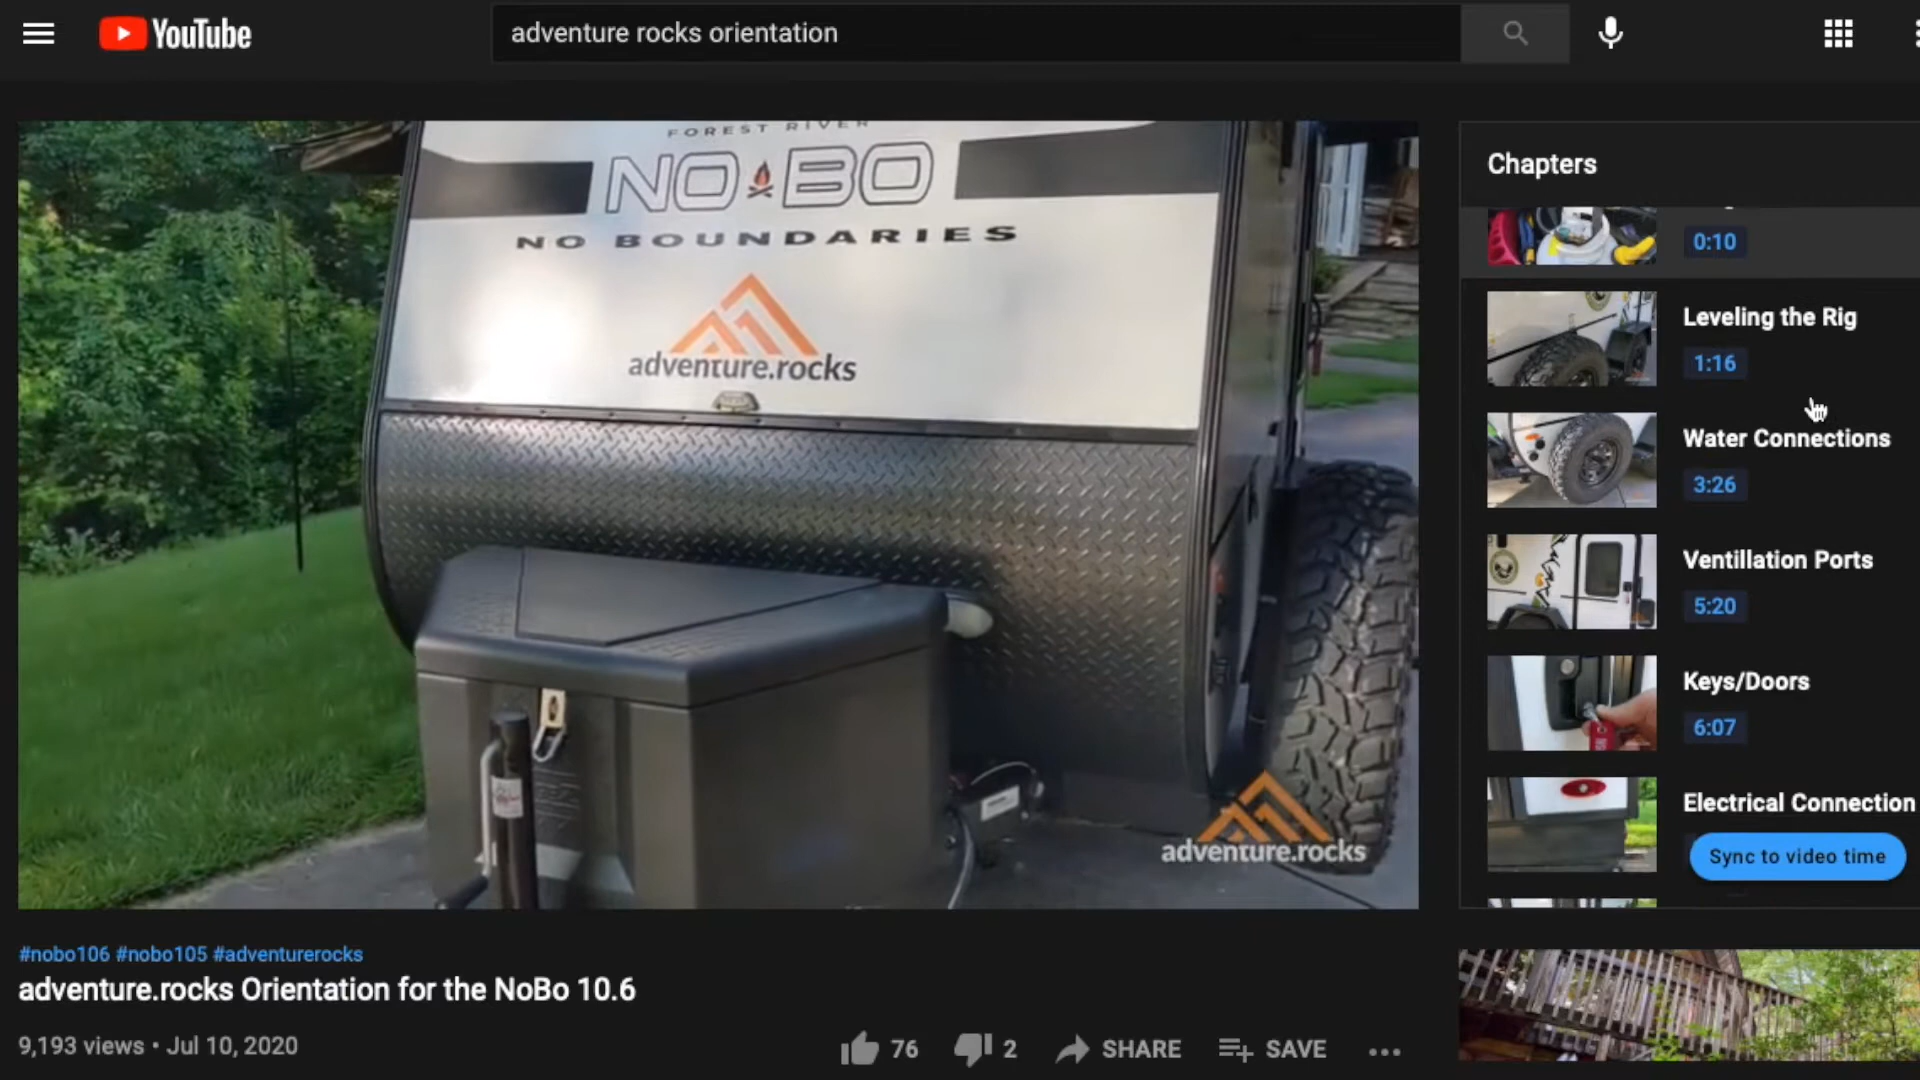 YouTube
adventure rocks orientation
FOREST RIVER
NO BO
NO BOUNDARIES
adventure.rocks
adventure.rocks
Chapters
0:10
Leveling the Rig
1:16
Water Connections
3:26
Ventillation Ports
5:20
Keys/Doors
6:07
Electrical Connection
Sync to video time
#nobo106 #nobo105 #adventurerocks
adventure.rocks Orientation for the NoBo 10.6
9,193 views • Jul 10, 2020
76
2
SHARE
SAVE